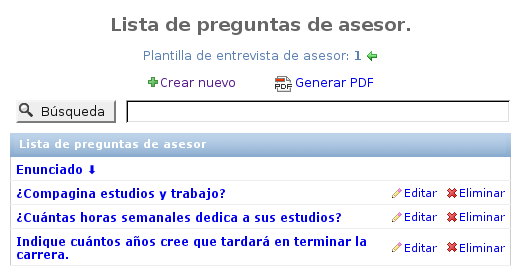 Lista de preguntas de asesor.
Plantilla de entrevista de asesor: 1
Crear nuevo
Generar PDF
Búsqueda
Lista de preguntas de asesor
Enunciado
¿Compagina estudios y trabajo? Editar Eliminar
¿Cuántas horas semanales dedica a sus estudios? Editar Eliminar
Indique cuántos años cree que tardará en terminar la Editar Eliminar
carrera.